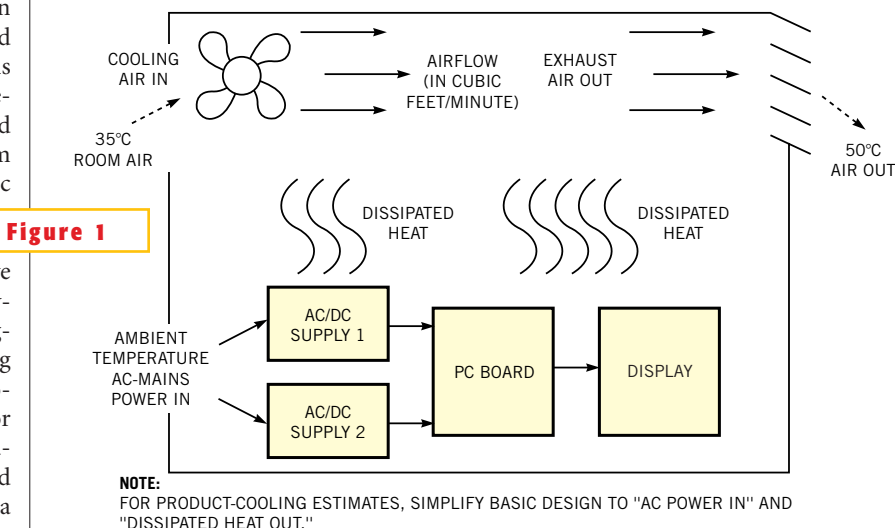 n
d
is
e-
d
n
c
Figure 1
e
-
g-
g
-
or
-
d
a
COOLING
AIR IN
35°C
ROOM AIR
AIRFLOW
(IN CUBIC
FEET/MINUTE)
EXHAUST
AIR OUT
50°C
AIR OUT
DISSIPATED
HEAT
DISSIPATED
HEAT
AMBIENT
TEMPERATURE
AC-MAINS
POWER IN
AC/DC
SUPPLY 1
AC/DC
SUPPLY 2
PC BOARD
DISPLAY
NOTE:
FOR PRODUCT-COOLING ESTIMATES, SIMPLIFY BASIC DESIGN TO "AC POWER IN" AND
"DISSIPATED HEAT OUT."